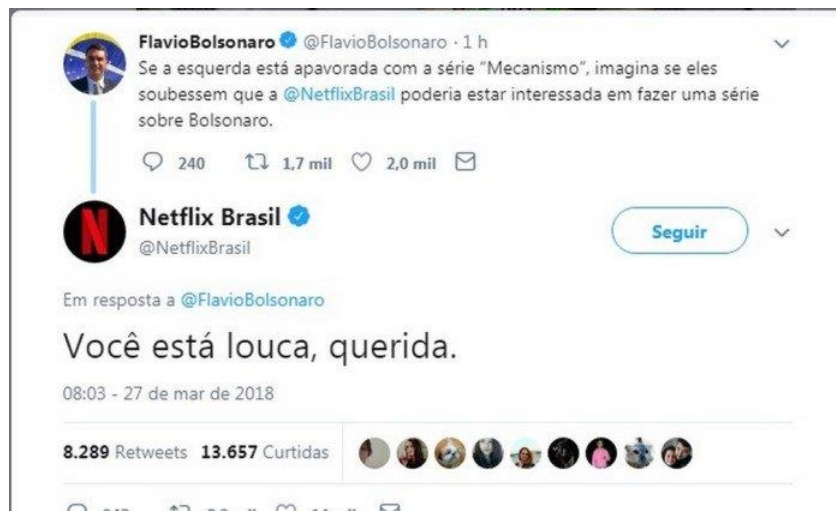 FlavioBolsonaro @FlavioBolsonaro · 1 h
Se a esquerda está apavorada com a série “Mecanismo”, imagina se eles
soubessem que a @NetflixBrasil poderia estar interessada em fazer uma série
sobre Bolsonaro.
240 1,7 mil 2,0 mil
N
Netflix Brasil
@NetflixBrasil
Seguir
Em resposta a @FlavioBolsonaro
Você está louca, querida.
08:03 - 27 de mar de 2018
8.289 Retweets 13.657 Curtidas